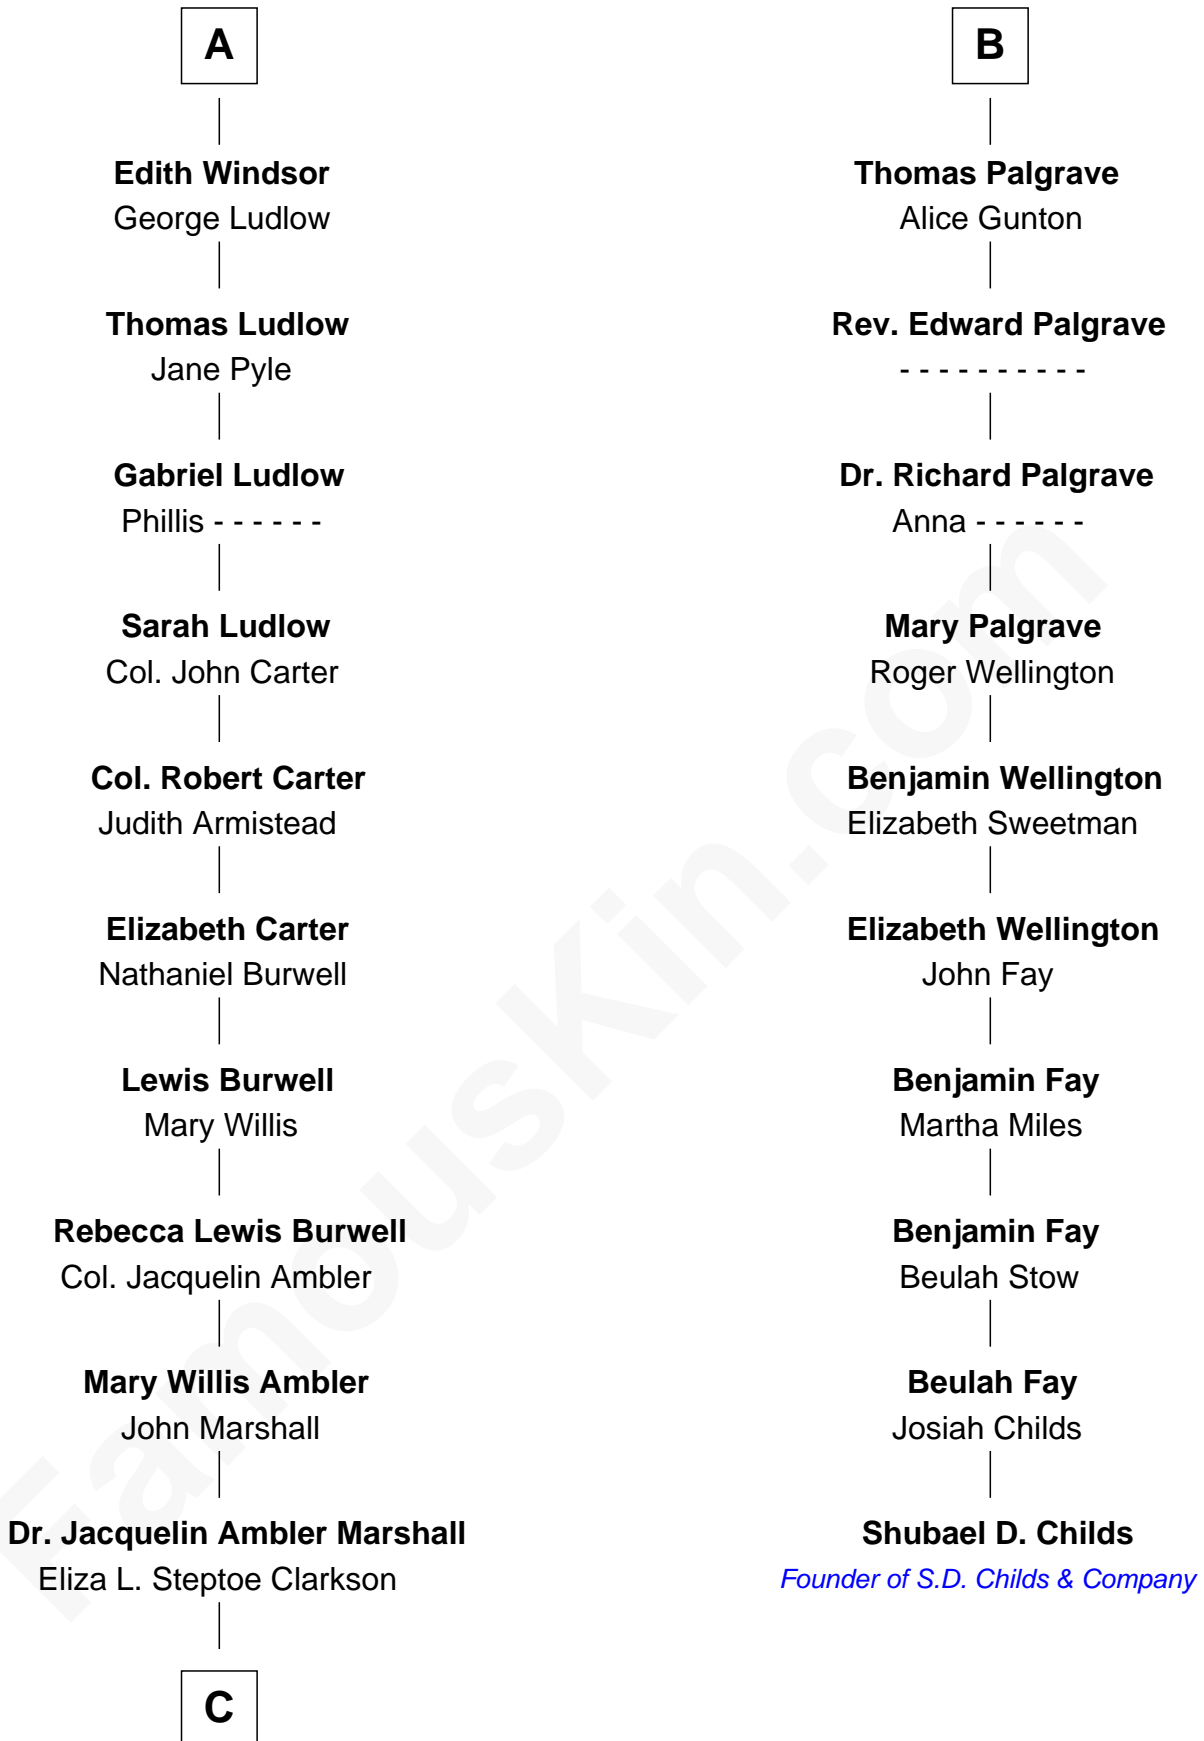 A
Edith Windsor
George Ludlow
Thomas Ludlow
Jane Pyle
Gabriel Ludlow
Phillis - - - - - -
Sarah Ludlow
Col. John Carter
Col. Robert Carter
Judith Armistead
Elizabeth Carter
Nathaniel Burwell
Lewis Burwell
Mary Willis
Rebecca Lewis Burwell
Col. Jacquelin Ambler
Mary Willis Ambler
John Marshall
Dr. Jacquelin Ambler Marshall
Eliza L. Steptoe Clarkson
C
B
Thomas Palgrave
Alice Gunton
Rev. Edward Palgrave
- - - - - - - - - -
Dr. Richard Palgrave
Anna - - - - - -
Mary Palgrave
Roger Wellington
Benjamin Wellington
Elizabeth Sweetman
Elizabeth Wellington
John Fay
Benjamin Fay
Martha Miles
Benjamin Fay
Beulah Stow
Beulah Fay
Josiah Childs
Shubael D. Childs
Founder of S.D. Childs & Company
FamousKin.com